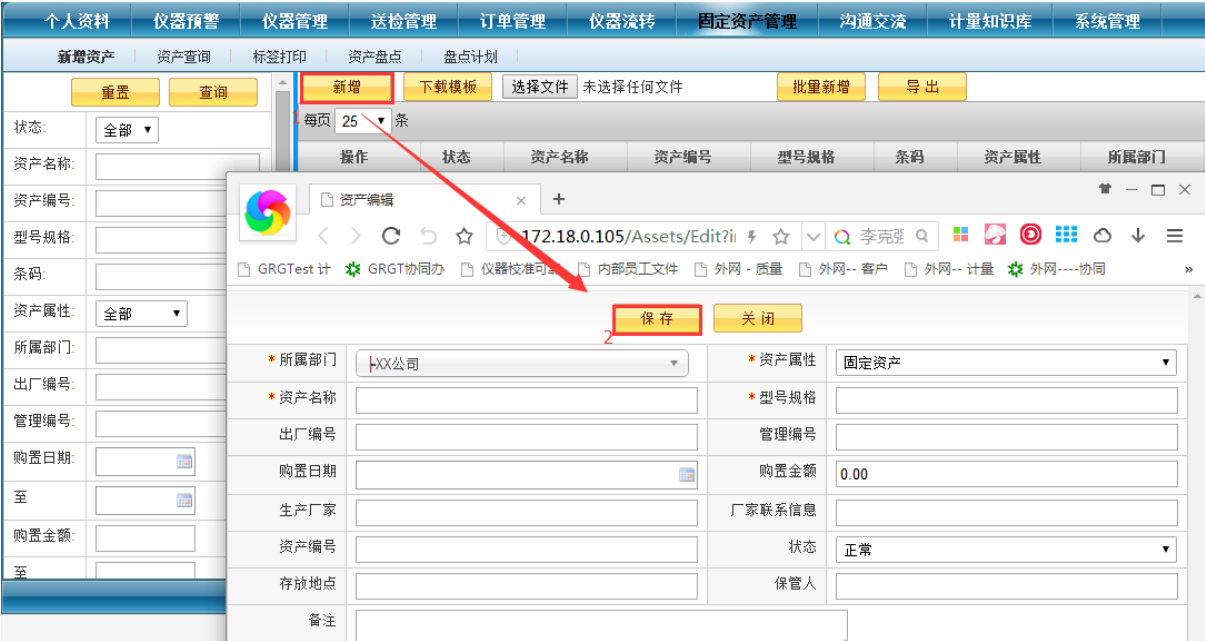 个人资料 仪器预警 仪器管理 送检管理 订单管理 仪器流转 固定资产管理 沟通交流 计量知识库 系统管理
新增资产 资产查询 标签打印 资产盘点 盘点计划
重置 查询 新增 下载模板 选择文件 未选择任何文件 批量新增 导出
1 每页 25 条
状态: 全部
操作 状态 资产名称 资产编号 型号规格 条码 资产属性 所属部门
资产名称:
资产编号:
型号规格:
条码:
资产属性: 全部
所属部门:
出厂编号:
管理编号:
购置日期:
至
购置金额:
至
资产编辑
172.18.0.105/Assets/Edit?i 李克强
GRGTest 计 GRGT协同办 仪器校准可 内部员工文件 外网 - 质量 外网-- 客户 外网-- 计量 外网----协同 »
保存 关闭
2
*所属部门 ├XX公司 *资产属性 固定资产
*资产名称 *型号规格
出厂编号 管理编号
购置日期 购置金额 0.00
生产厂家 厂家联系信息
资产编号 状态 正常
存放地点 保管人
备注